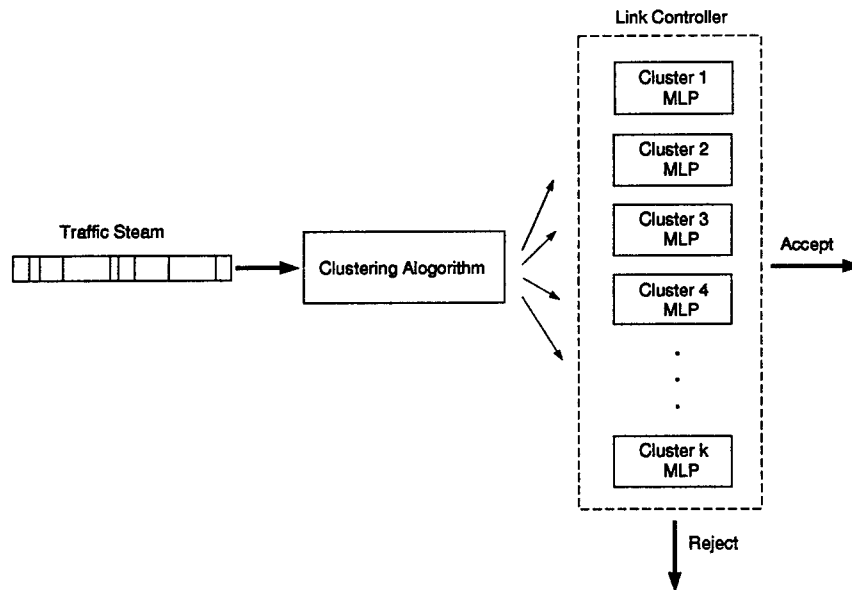 Link Controller
Cluster 1
MLP
Cluster 2
MLP
Cluster 3
MLP
Cluster 4
MLP
Cluster k
MLP
Traffic Steam
Clustering Alogorithm
Accept
Reject